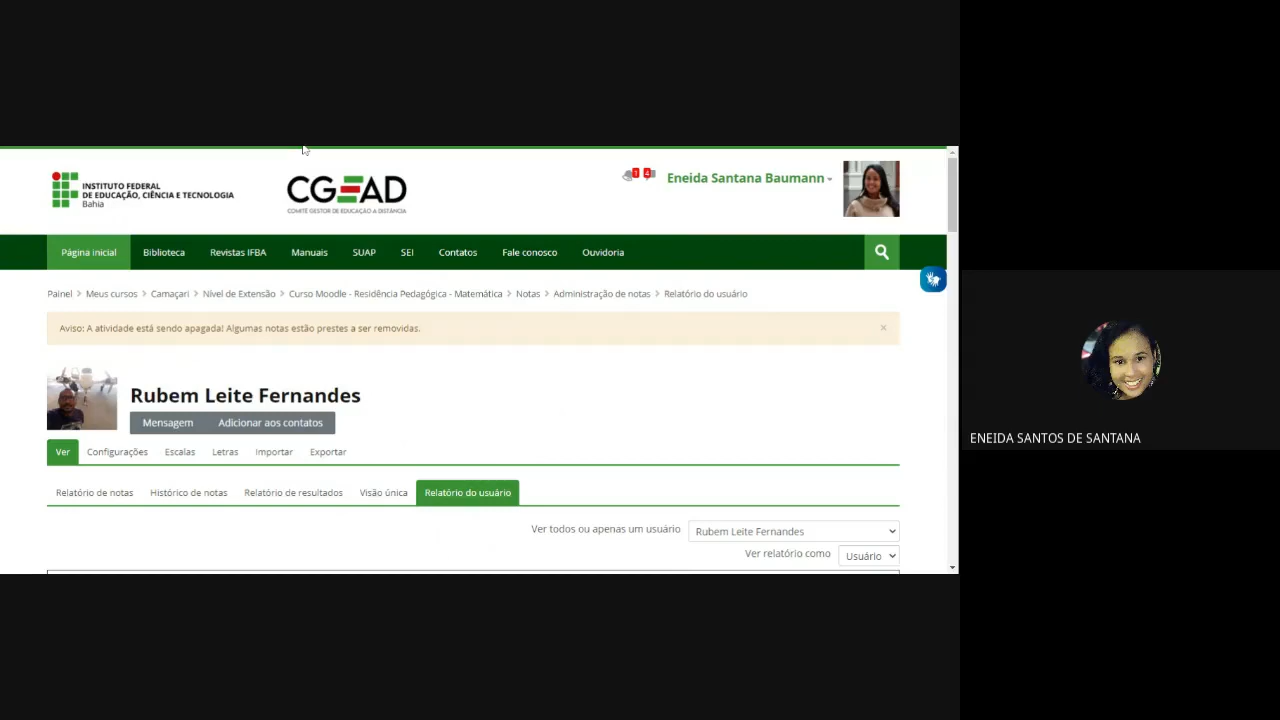 INSTITUTO FEDERAL
DE EDUCAÇÃO, CIÊNCIA E TECNOLOGIA
Bahia
CGEAD
COMITÊ GESTOR DE EDUCAÇÃO A DISTÂNCIA
1 4
Eneida Santana Baumann
Página inicial Biblioteca Revistas IFBA Manuais SUAP SEI Contatos Fale conosco Ouvidoria
Painel > Meus cursos > Camaçari > Nível de Extensão > Curso Moodle - Residência Pedagógica - Matemática > Notas > Administração de notas > Relatório do usuário
Aviso: A atividade está sendo apagada! Algumas notas estão prestes a ser removidas. ×
Rubem Leite Fernandes
Mensagem Adicionar aos contatos
Ver Configurações Escalas Letras Importar Exportar
Relatório de notas Histórico de notas Relatório de resultados Visão única Relatório do usuário
Ver todos ou apenas um usuário Rubem Leite Fernandes
Ver relatório como Usuário
ENEIDA SANTOS DE SANTANA